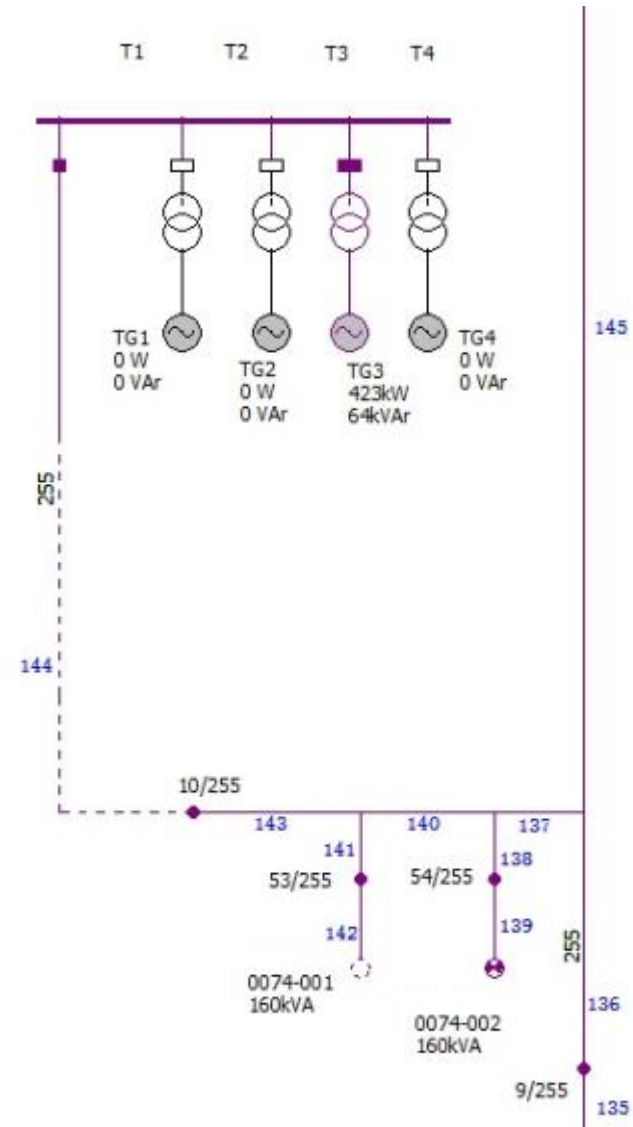 T1
T2
T3
T4
145
TG1
0 W
0 VAr
TG2
0 W
0 VAr
TG3
423kW
64kVAr
TG4
0 W
0 VAr
255
144
10/255
143
140
137
141
138
53/255
54/255
142
139
255
0074-001
160kVA
0074-002
160kVA
136
9/255
135